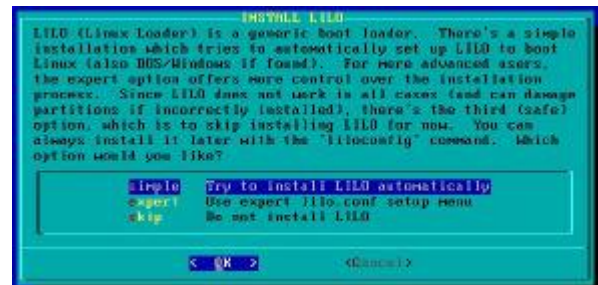 INSTALL LILO
LILO (Linux Loader) is a generic boot loader.  There's a simple
installation which tries to automatically set up LILO to boot
Linux (also DOS/Windows if found).  For more advanced users,
the expert option offers more control over the installation
process.  Since LILO does not work in all cases (and can damage
partitions if incorrectly installed), there's the third (safe)
option, which is to skip installing LILO for now.  You can
always install it later with the "liloconfig" command.  Which
option would you like?
simple  Try to install LILO automatically
expert  Use expert lilo.conf setup menu
skip  Do not install LILO
< OK >  <Cancel>